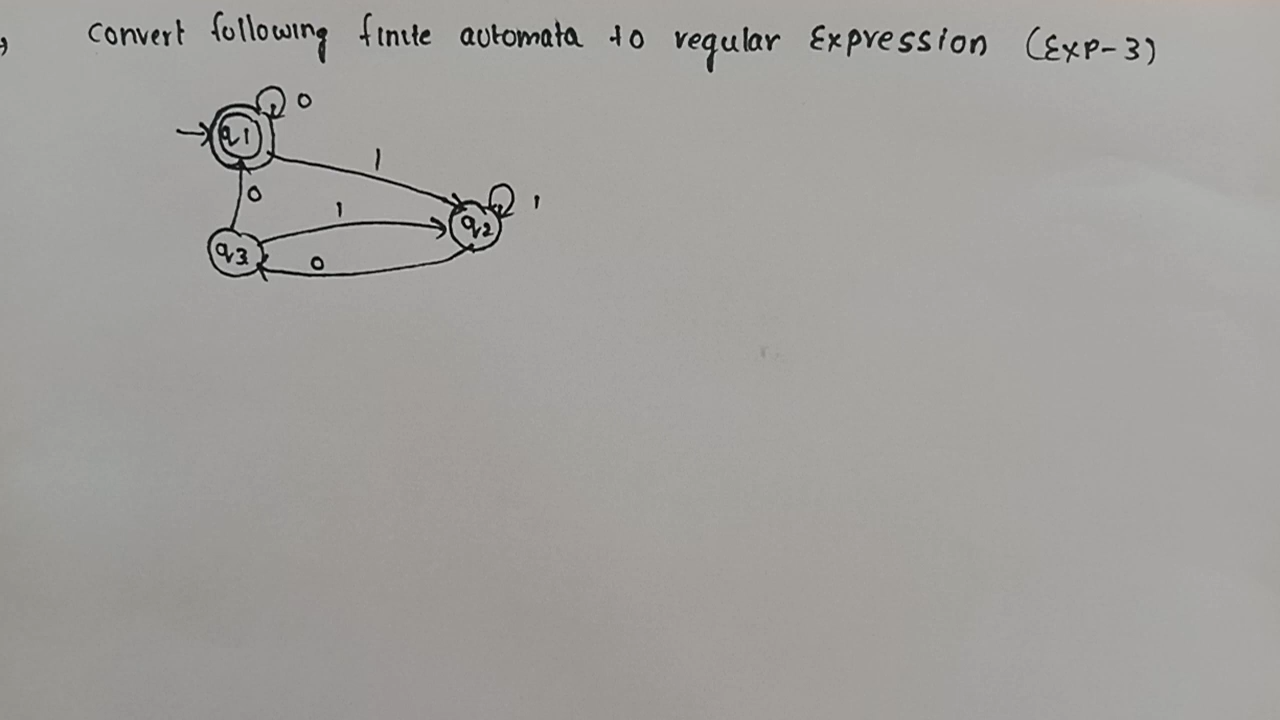 , convert following finite automata to regular Expression (Exp-3)
0
q1
1
0
1
q2
1
q3
0